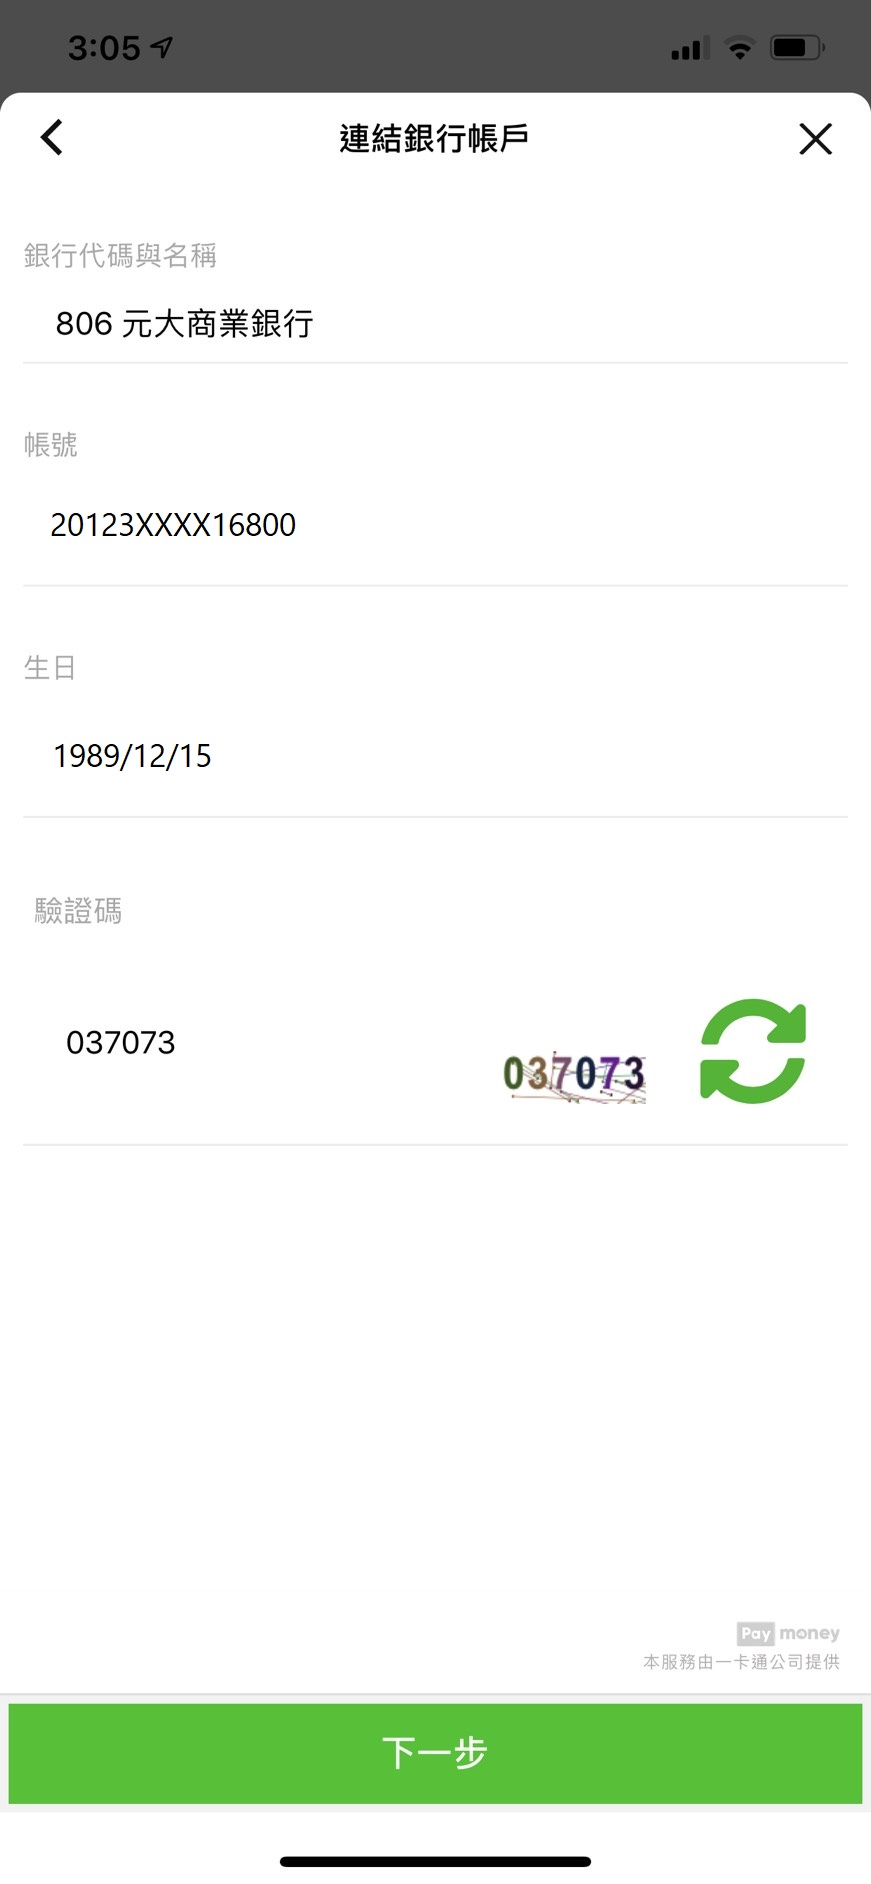 3:05
連結銀行帳戶
銀行代碼與名稱
806 元大商業銀行
帳號
20123XXXX16800
生日
1989/12/15
驗證碼
037073
037073
Pay money
本服務由一卡通公司提供
下一步